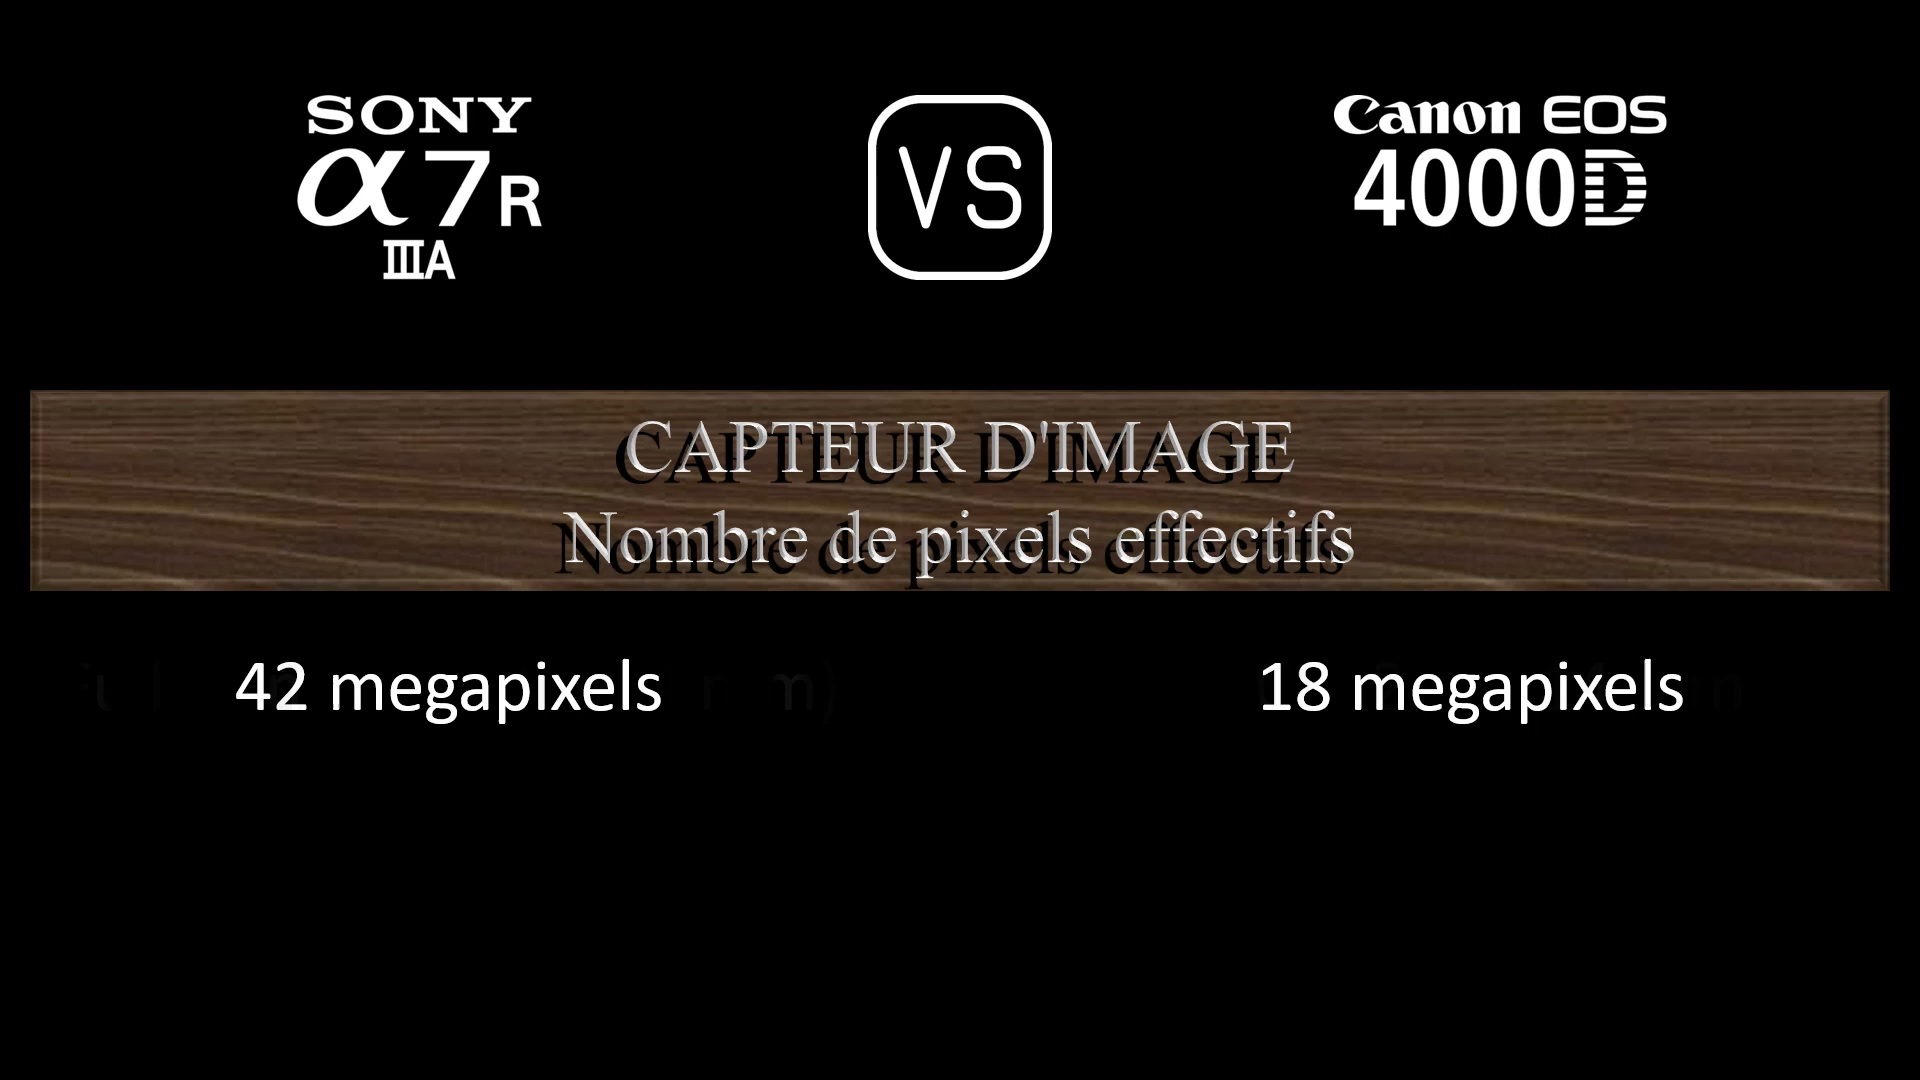 SONY
α7R
IIIA
VS
Canon EOS
4000D
CAPTEUR D'IMAGE
Nombre de pixels effectifs
42 megapixels
18 megapixels